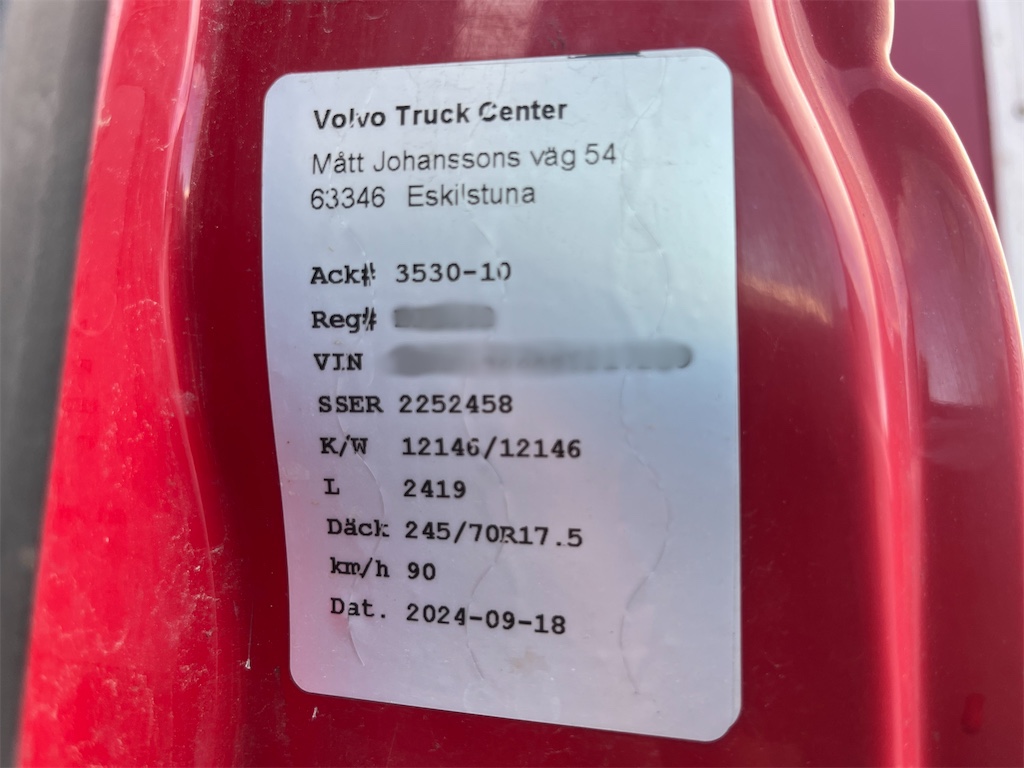 Volvo Truck Center
Mått Johanssons väg 54
63346 Eskilstuna
Ack# 3530-10
Reg#
VIN
SSER 2252458
K/W 12146/12146
L 2419
Däck 245/70R17.5
km/h 90
Dat. 2024-09-18